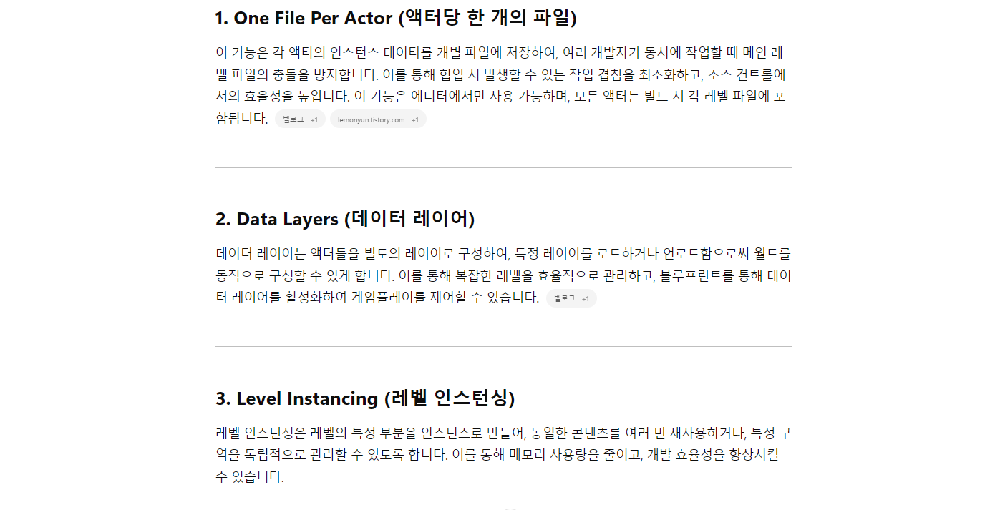 1. One File Per Actor (액터당 한 개의 파일)
이 기능은 각 액터의 인스턴스 데이터를 개별 파일에 저장하여, 여러 개발자가 동시에 작업할 때 메인 레
벨 파일의 충돌을 방지합니다. 이를 통해 협업 시 발생할 수 있는 작업 겹침을 최소화하고, 소스 컨트롤에
서의 효율성을 높입니다. 이 기능은 에디터에서만 사용 가능하며, 모든 액터는 빌드 시 각 레벨 파일에 포
함됩니다. 벨로그 +1 lemonyun.tistory.com +1
2. Data Layers (데이터 레이어)
데이터 레이어는 액터들을 별도의 레이어로 구성하여, 특정 레이어를 로드하거나 언로드함으로써 월드를
동적으로 구성할 수 있게 합니다. 이를 통해 복잡한 레벨을 효율적으로 관리하고, 블루프린트를 통해 데이
터 레이어를 활성화하여 게임플레이를 제어할 수 있습니다. 벨로그 +1
3. Level Instancing (레벨 인스턴싱)
레벨 인스턴싱은 레벨의 특정 부분을 인스턴스로 만들어, 동일한 콘텐츠를 여러 번 재사용하거나, 특정 구
역을 독립적으로 관리할 수 있도록 합니다. 이를 통해 메모리 사용량을 줄이고, 개발 효율성을 향상시킬
수 있습니다.